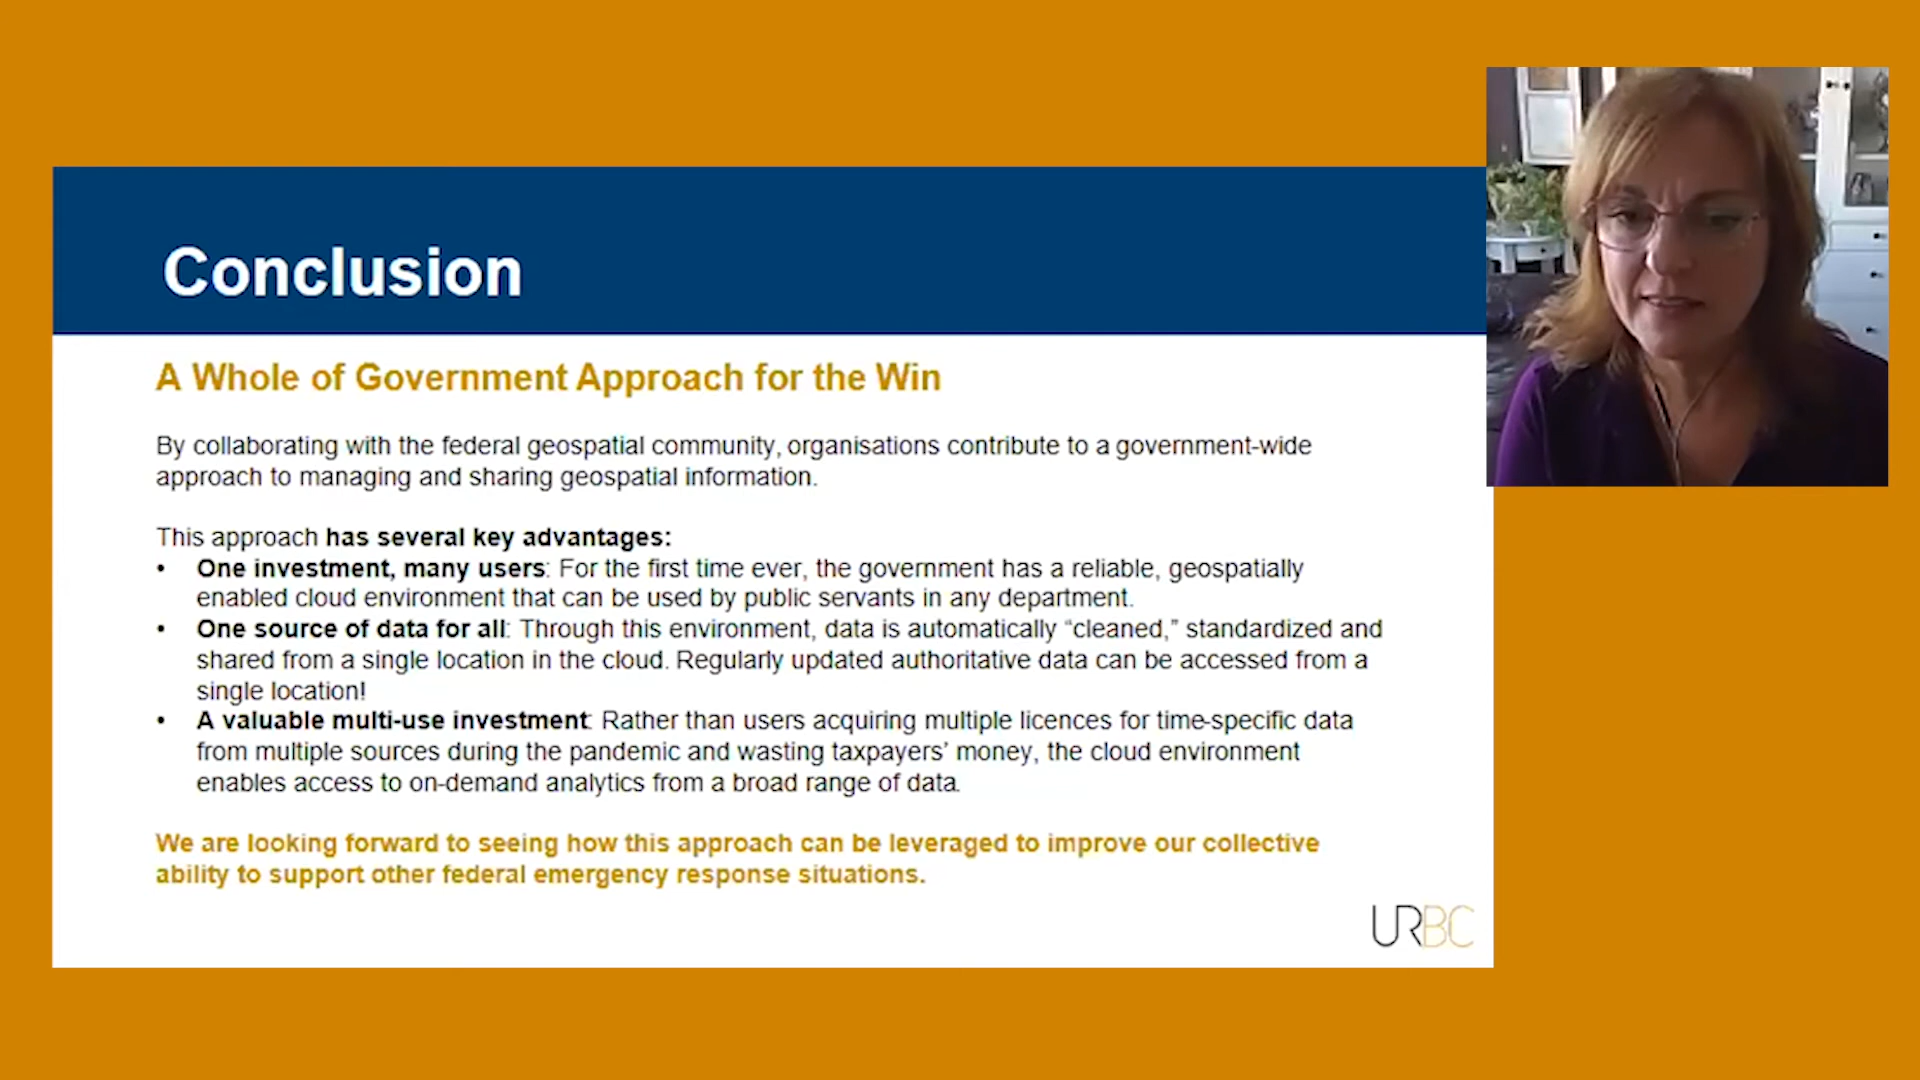 Conclusion
A Whole of Government Approach for the Win
By collaborating with the federal geospatial community, organisations contribute to a government-wide
approach to managing and sharing geospatial information.
This approach has several key advantages:
• One investment, many users: For the first time ever, the government has a reliable, geospatially
enabled cloud environment that can be used by public servants in any department.
• One source of data for all: Through this environment, data is automatically “cleaned,” standardized and
shared from a single location in the cloud. Regularly updated authoritative data can be accessed from a
single location!
• A valuable multi-use investment: Rather than users acquiring multiple licences for time-specific data
from multiple sources during the pandemic and wasting taxpayers’ money, the cloud environment
enables access to on-demand analytics from a broad range of data.
We are looking forward to seeing how this approach can be leveraged to improve our collective
ability to support other federal emergency response situations.
URBC